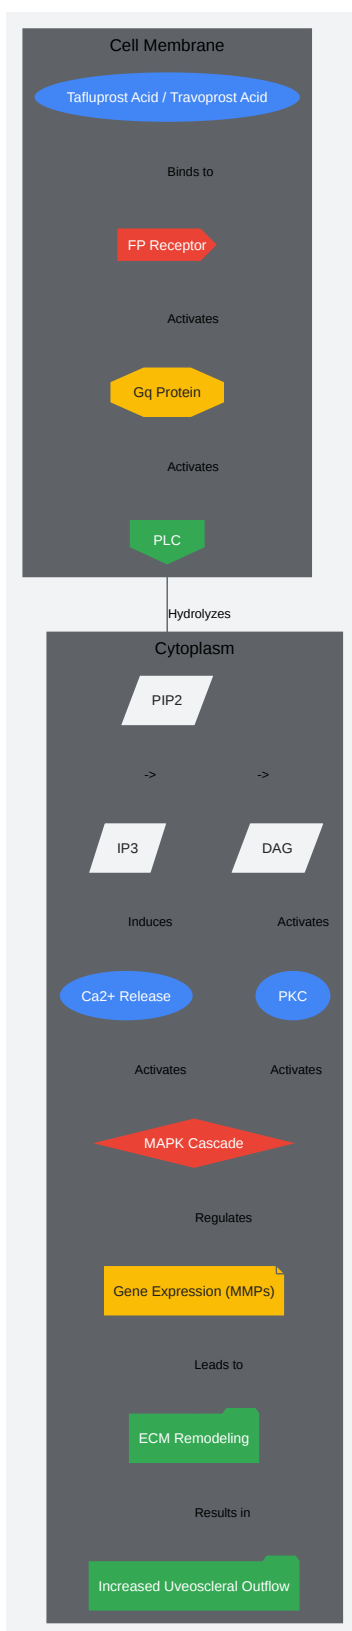 Cell Membrane
Tafluprost Acid / Travoprost Acid
Binds to
FP Receptor
Activates
Gq Protein
Activates
PLC
Hydrolyzes
Cytoplasm
PIP2
-> ->
IP3 DAG
Induces Activates
Ca2+ Release PKC
Activates Activates
MAPK Cascade
Regulates
Gene Expression (MMPs)
Leads to
ECM Remodeling
Results in
Increased Uveoscleral Outflow